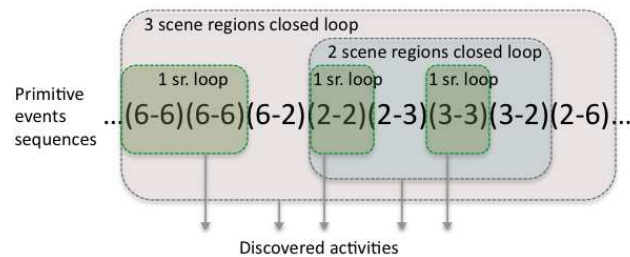 3 scene regions closed loop
2 scene regions closed loop
1 sr. loop 1 sr. loop 1 sr. loop
Primitive
events
sequences
...(6-6)(6-6)(6-2)(2-2)(2-3)(3-3)(3-2)(2-6)...
Discovered activities